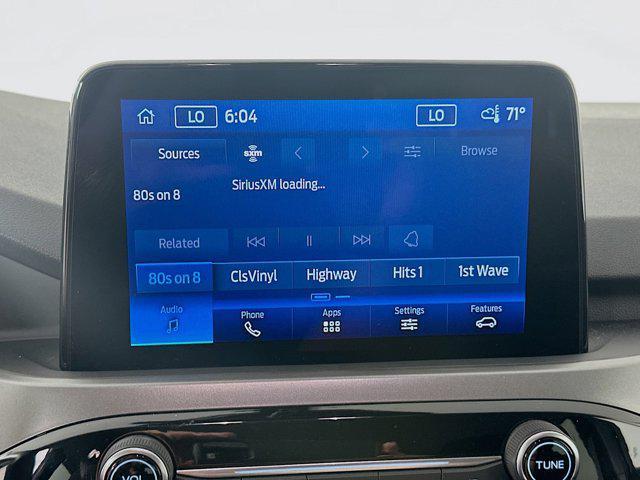 LO 6:04 LO 71°
Sources sxm Browse
80s on 8 SiriusXM loading...
Related
80s on 8 ClsVinyl Highway Hits 1 1st Wave
Audio Phone Apps Settings Features
VOL TUNE